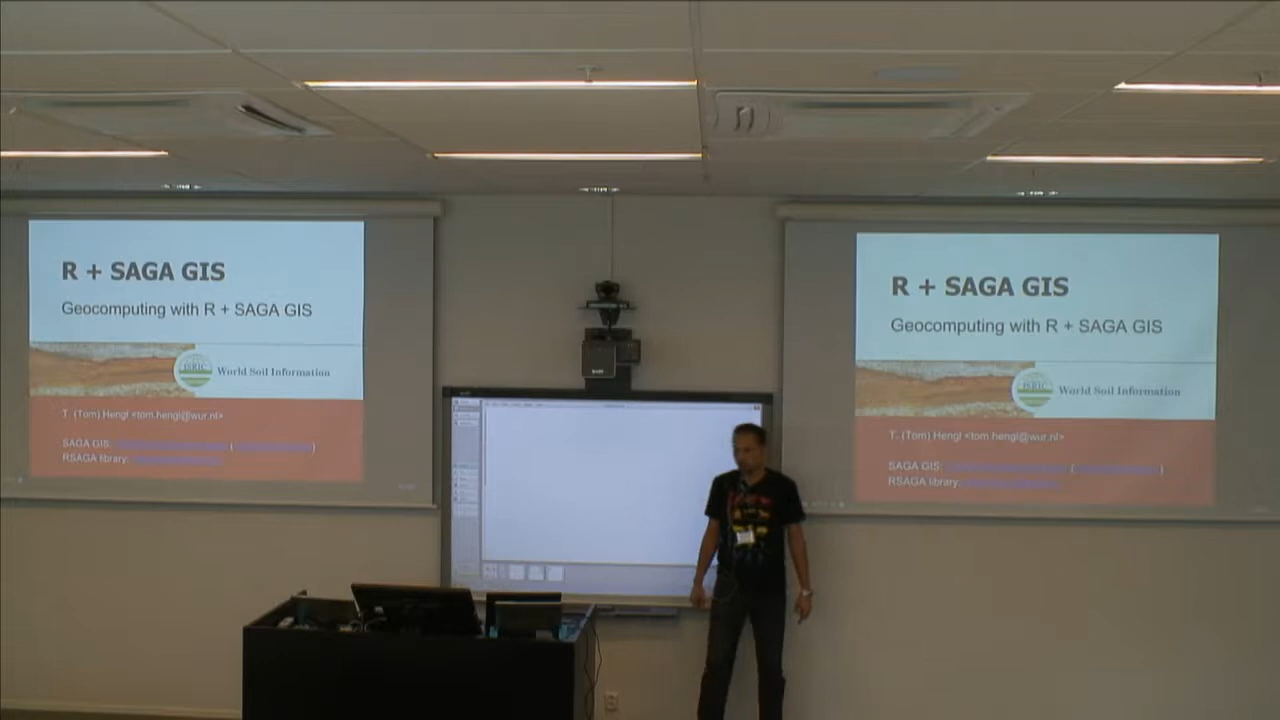 R + SAGA GIS
Geocomputing with R + SAGA GIS
ISRIC
World Soil Information
T. (Tom) Hengl <tom.hengl@wur.nl>
SAGA GIS:
RSAGA library:
R + SAGA GIS
Geocomputing with R + SAGA GIS
ISRIC
World Soil Information
T. (Tom) Hengl <tom.hengl@wur.nl>
SAGA GIS:
RSAGA library: